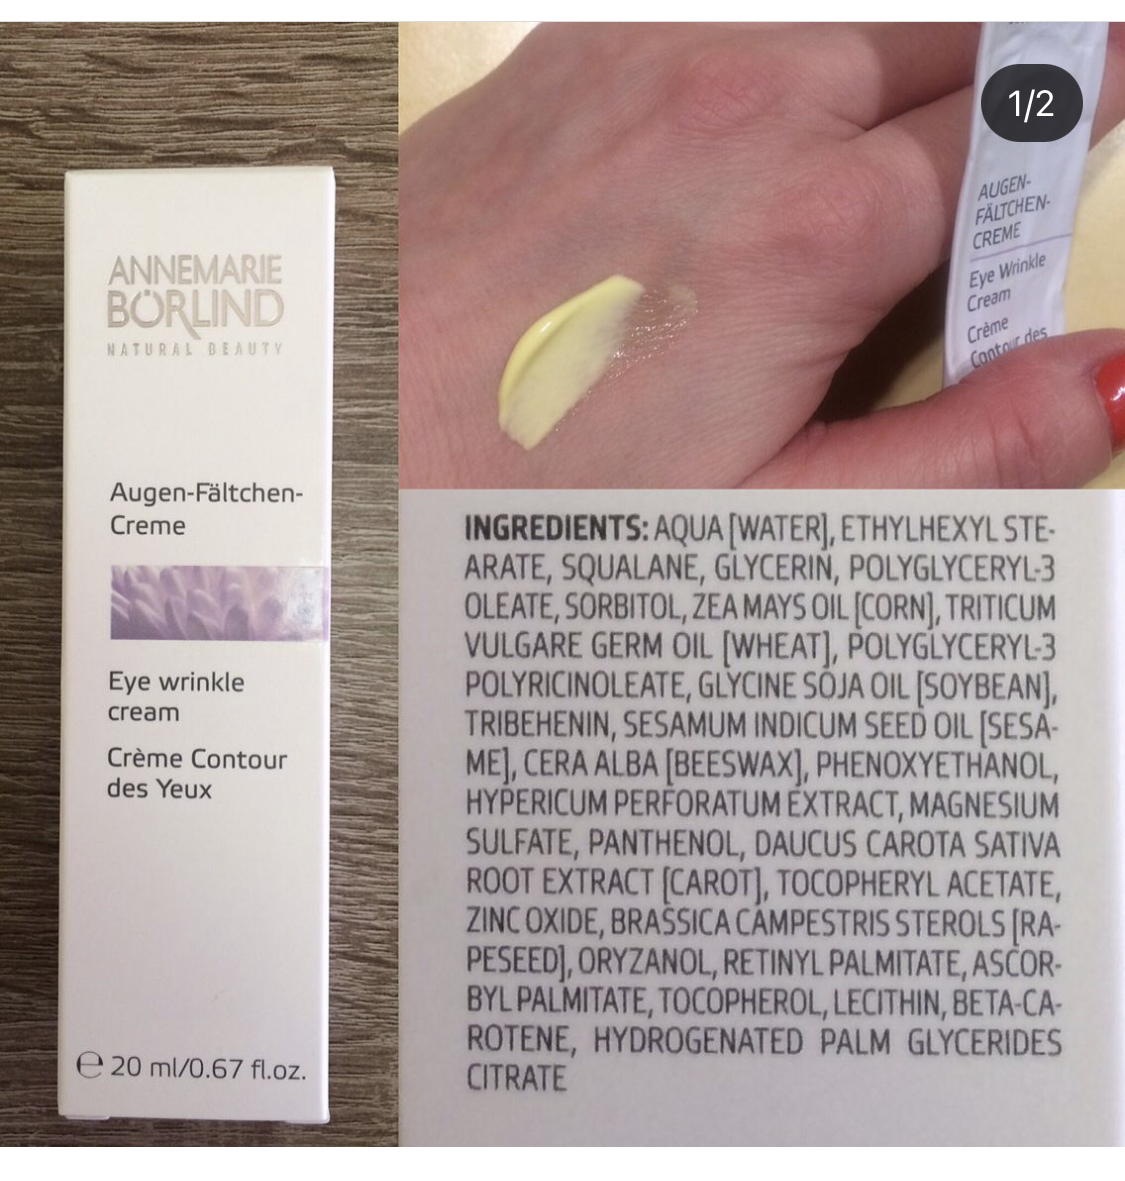 ANNEMARIE
BÖRLIND
NATURAL BEAUTY
Augen-Fältchen-
Creme
Eye wrinkle
cream
Crème Contour
des Yeux
℮ 20 ml/0.67 fl.oz.
1/2
AUGEN-
FÄLTCHEN-
CREME
Eye Wrinkle
Cream
Crème
Contour des
INGREDIENTS: AQUA [WATER], ETHYLHEXYL STE-
ARATE, SQUALANE, GLYCERIN, POLYGLYCERYL-3
OLEATE, SORBITOL, ZEA MAYS OIL [CORN], TRITICUM
VULGARE GERM OIL [WHEAT], POLYGLYCERYL-3
POLYRICINOLEATE, GLYCINE SOJA OIL [SOYBEAN],
TRIBEHENIN, SESAMUM INDICUM SEED OIL [SESA-
ME], CERA ALBA [BEESWAX], PHENOXYETHANOL,
HYPERICUM PERFORATUM EXTRACT, MAGNESIUM
SULFATE, PANTHENOL, DAUCUS CAROTA SATIVA
ROOT EXTRACT [CAROT], TOCOPHERYL ACETATE,
ZINC OXIDE, BRASSICA CAMPESTRIS STEROLS [RA-
PESEED], ORYZANOL, RETINYL PALMITATE, ASCOR-
BYL PALMITATE, TOCOPHEROL, LECITHIN, BETA-CA-
ROTENE, HYDROGENATED PALM GLYCERIDES
CITRATE